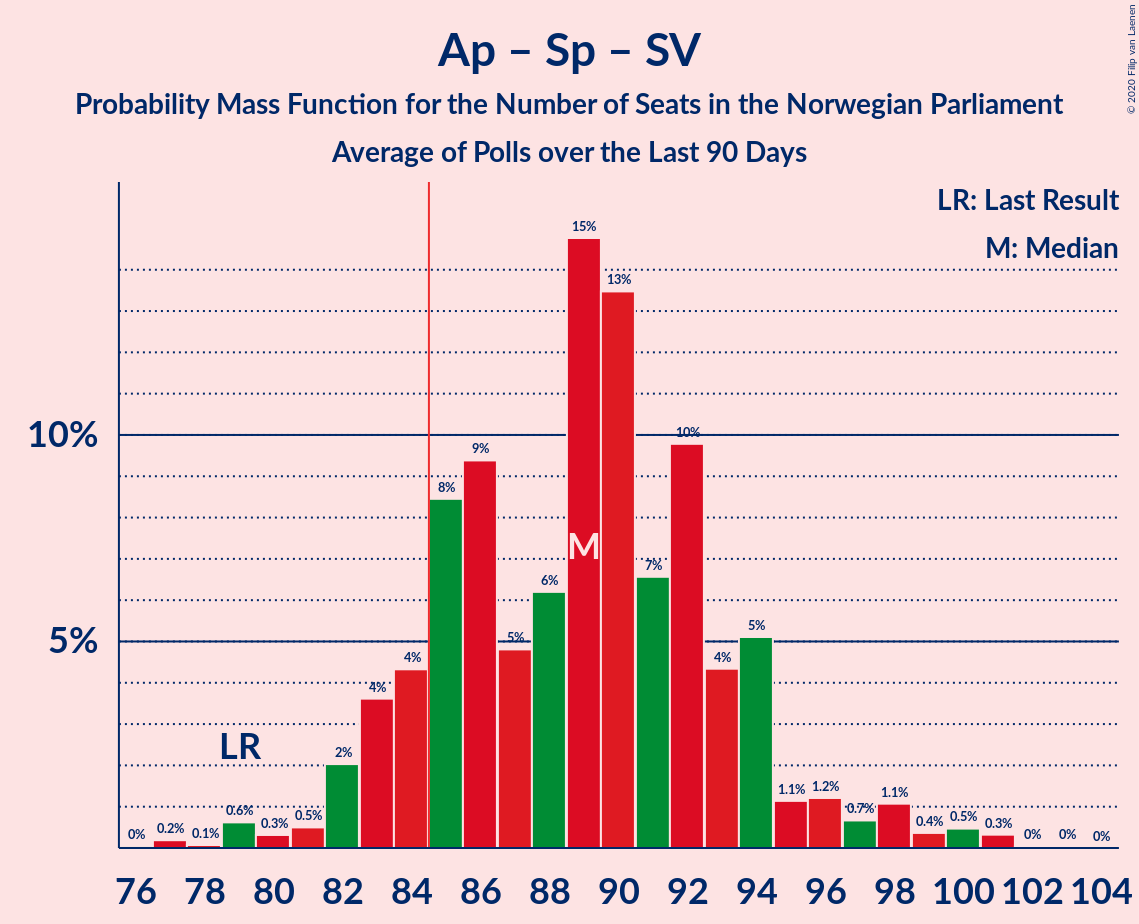 Ap – Sp – SV
Probability Mass Function for the Number of Seats in the Norwegian Parliament
Average of Polls over the Last 90 Days
© 2020 Filip van Laenen
LR: Last Result
M: Median
10%
5%
0% 0.2% 0.1% 0.6% 0.3% 0.5% 2% 4% 4% 8% 9% 5% 6% 15% 13% 7% 10% 4% 5% 1.1% 1.2% 0.7% 1.1% 0.4% 0.5% 0.3% 0% 0% 0%
LR
M
76 78 80 82 84 86 88 90 92 94 96 98 100 102 104